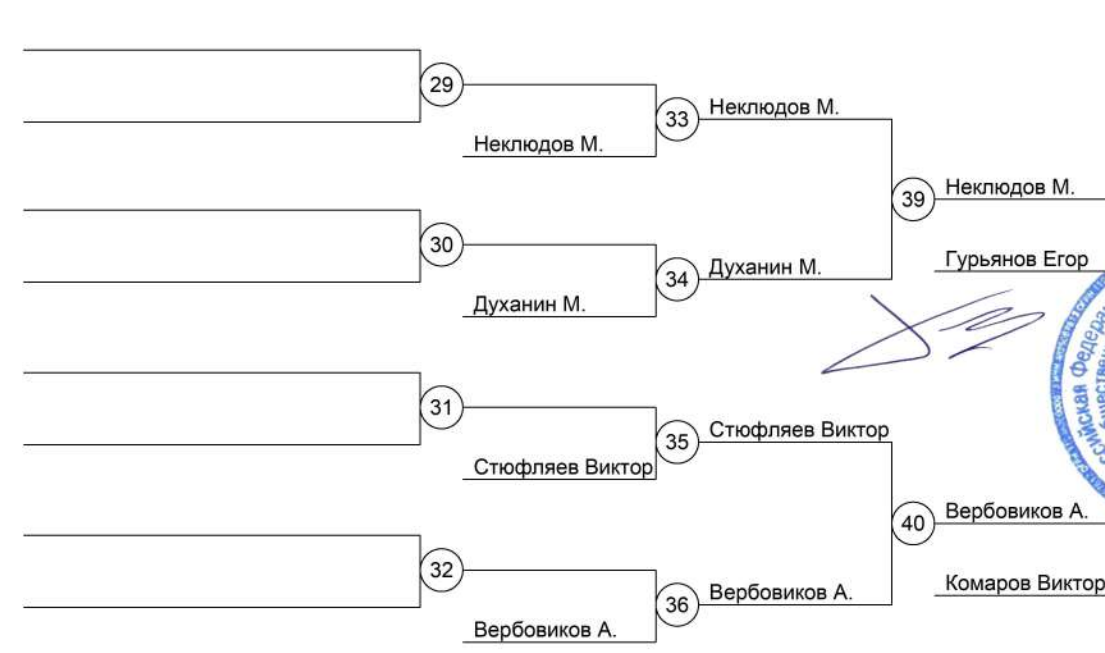 29
33
Неклюдов М.
Неклюдов М.
39
Неклюдов М.
30
34
Духанин М.
Гурьянов Егор
Духанин М.
31
35
Стюфляев Виктор
Стюфляев Виктор
40
Вербовиков А.
32
36
Вербовиков А.
Комаров Виктор
Вербовиков А.